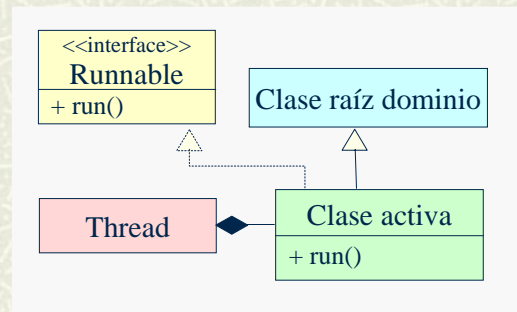 <<interface>>
Runnable
+ run()
Clase raíz dominio
Thread
Clase activa
+ run()